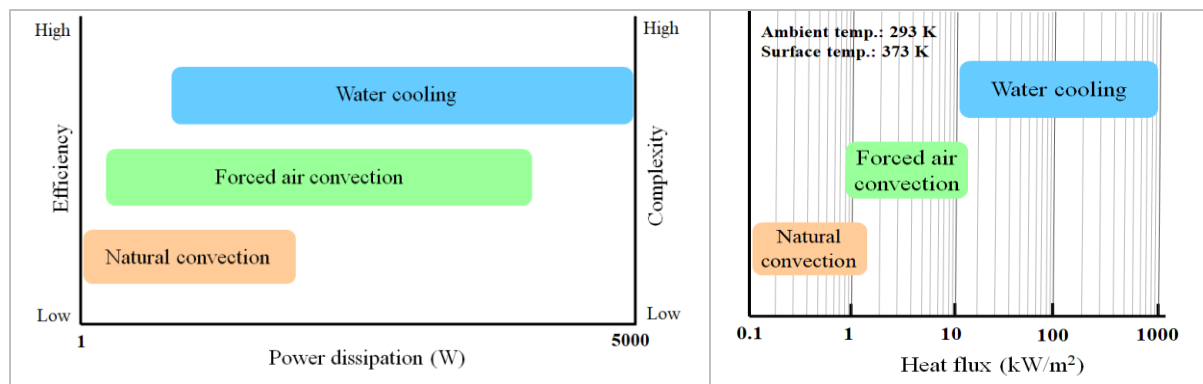 High
High
Water cooling
Efficiency
Forced air convection
Complexity
Natural convection
Low
Low
1
5000
Power dissipation (W)
Ambient temp.: 293 K
Surface temp.: 373 K
Water cooling
Forced air
convection
Natural
convection
0.1
1
10
100
1000
Heat flux (kW/m²)